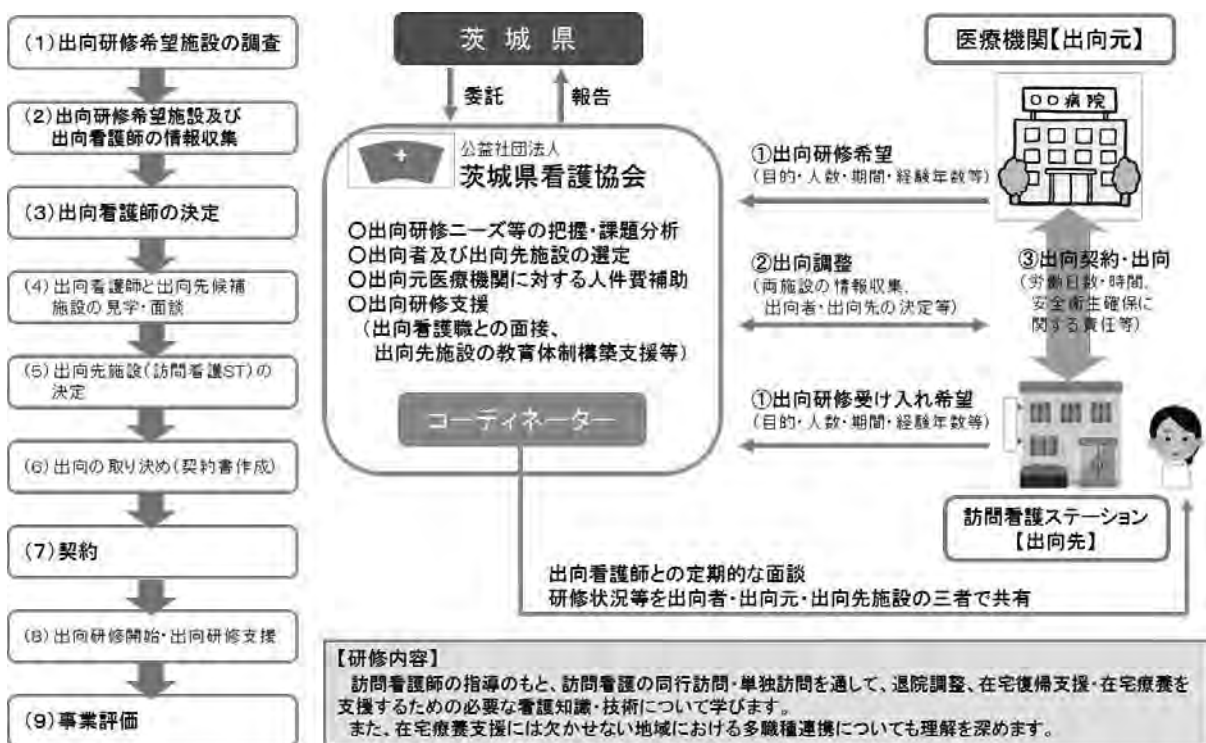 (1)出向研修希望施設の調査
(2)出向研修希望施設及び
出向看護師の情報収集
(3)出向看護師の決定
(4)出向看護師と出向先候補
施設の見学・面談
(5)出向先施設(訪問看護ST)の
決定
(6)出向の取り決め(契約書作成)
(7)契約
(8)出向研修開始・出向研修支援
(9)事業評価
茨城県
委託
報告
公益社団法人
茨城県看護協会
○出向研修ニーズ等の把握・課題分析
○出向者及び出向先施設の選定
○出向元医療機関に対する人件費補助
○出向研修支援
(出向看護職との面接、
出向先施設の教育体制構築支援等)
コーディネーター
医療機関【出向元】
○○病院
①出向研修希望
(目的・人数・期間・経験年数等)
②出向調整
(両施設の情報収集、
出向者・出向先の決定等)
③出向契約・出向
(労働日数・時間、
安全衛生確保に
関する責任等)
①出向研修受け入れ希望
(目的・人数・期間・経験年数等)
訪問看護ステーション
【出向先】
出向看護師との定期的な面談
研修状況等を出向者・出向元・出向先施設の三者で共有
【研修内容】
訪問看護師の指導のもと、訪問看護の同行訪問・単独訪問を通して、退院調整、在宅復帰支援・在宅療養を
支援するための必要な看護知識・技術について学びます。
また、在宅療養支援には欠かせない地域における多職種連携についても理解を深めます。